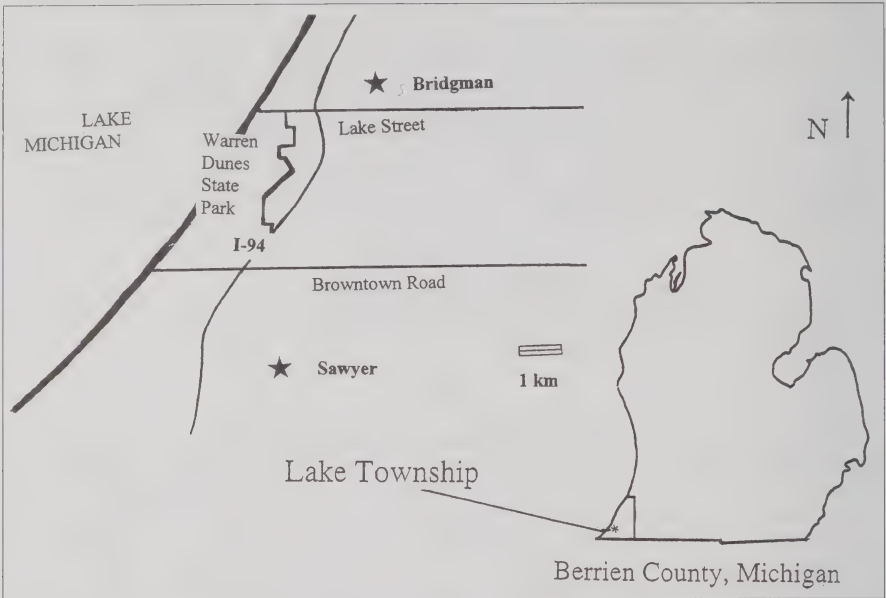 Bridgman
LAKE
MICHIGAN
Lake Street
N
Warren
Dunes
State
Park
I-94
Browntown Road
Sawyer
1 km
Lake Township
*
Berrien County, Michigan